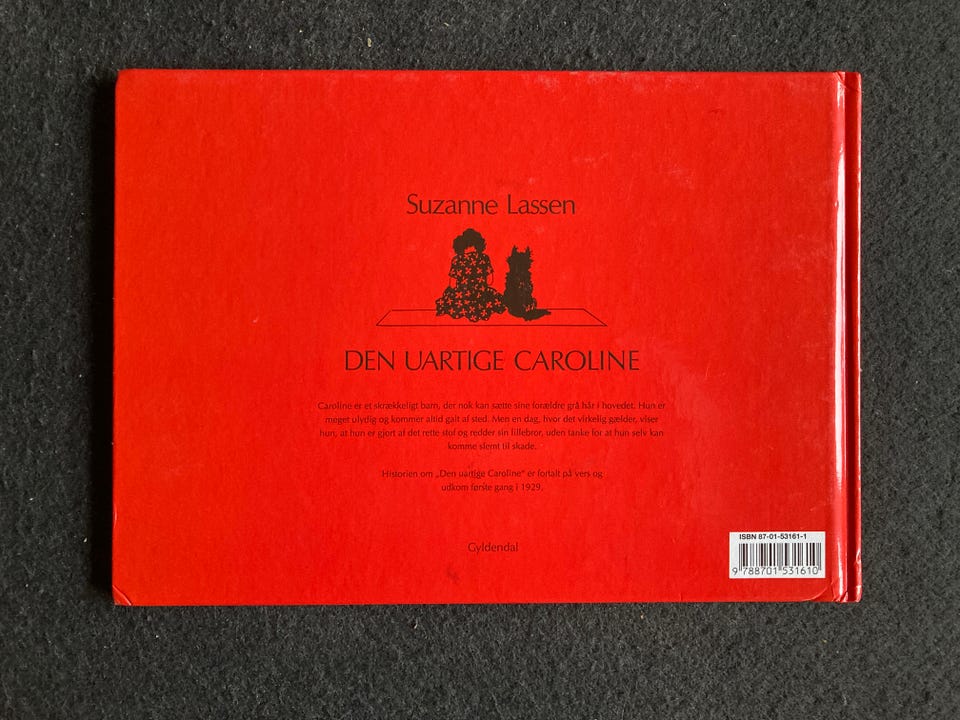 Suzanne Lassen
DEN UARTIGE CAROLINE
Caroline er et skrækkeligt barn, der nok kan sætte sine forældre grå hår i hovedet. Hun er
meget ulydig og kommer altid galt af sted. Men en dag, hvor det virkelig gælder, viser
hun, at hun er gjort af det rette stof og redder sin lillebror, uden tanke for at hun selv kan
komme slemt til skade.
Historien om „Den uartige Caroline“ er fortalt på vers og
udkom første gang i 1929.
Gyldendal
ISBN 87-01-53161-1
9 788701 531610